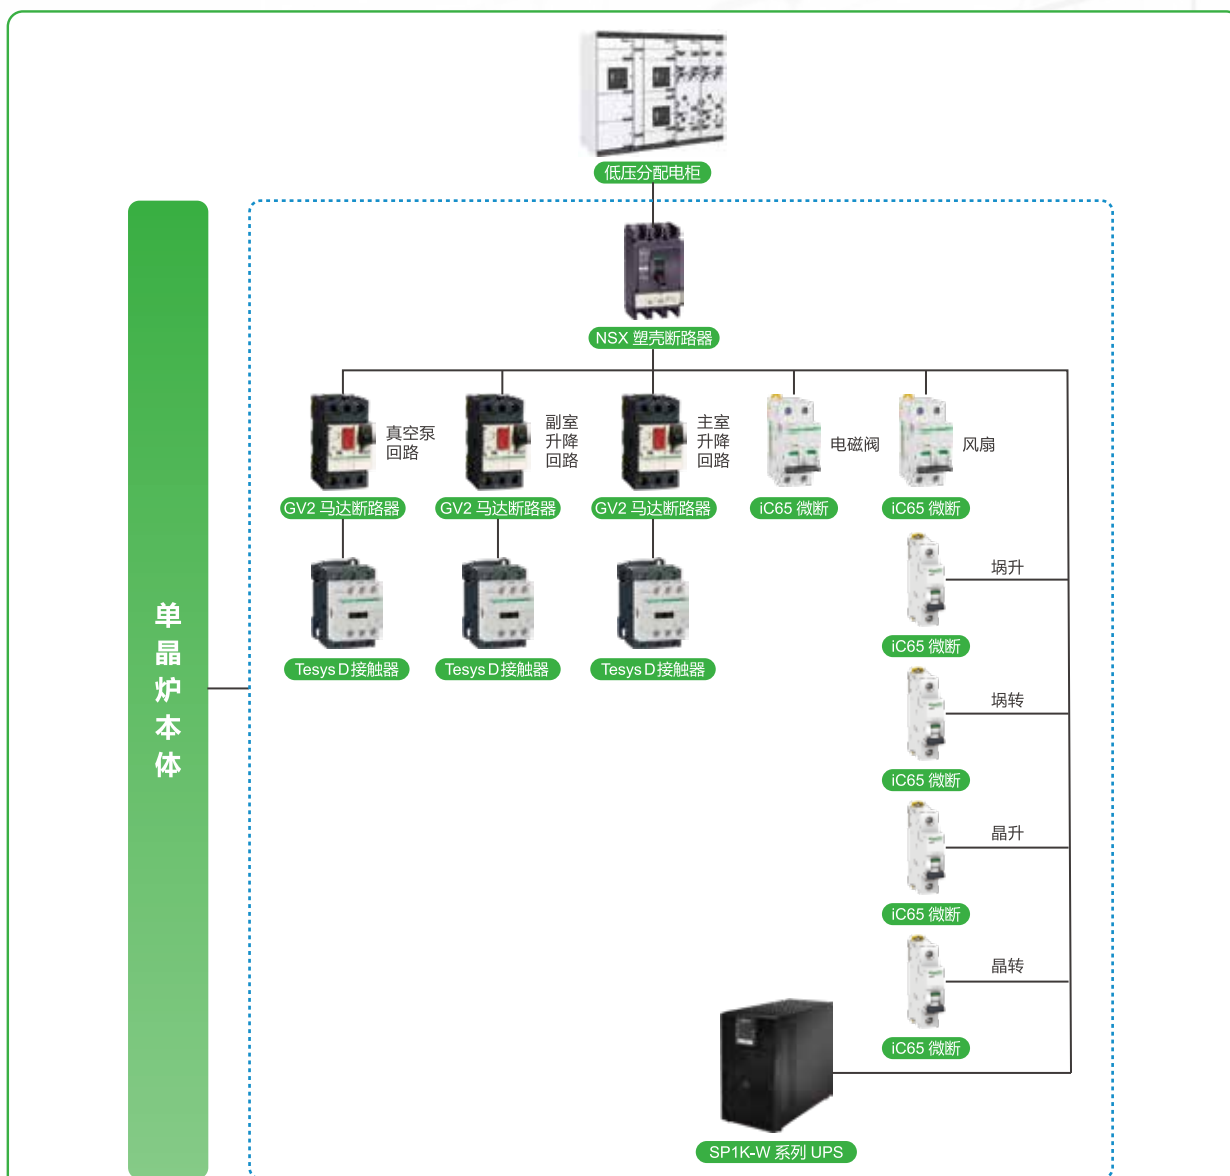 低压分配电柜
NSX 塑壳断路器
真空泵
回路
副室
升降
回路
主室
升降
回路
电磁阀
风扇
GV2 马达断路器
GV2 马达断路器
GV2 马达断路器
iC65 微断
iC65 微断
埚升
iC65 微断
Tesys D接触器
Tesys D接触器
Tesys D接触器
单晶炉本体
埚转
iC65 微断
晶升
iC65 微断
晶转
iC65 微断
SP1K-W 系列 UPS